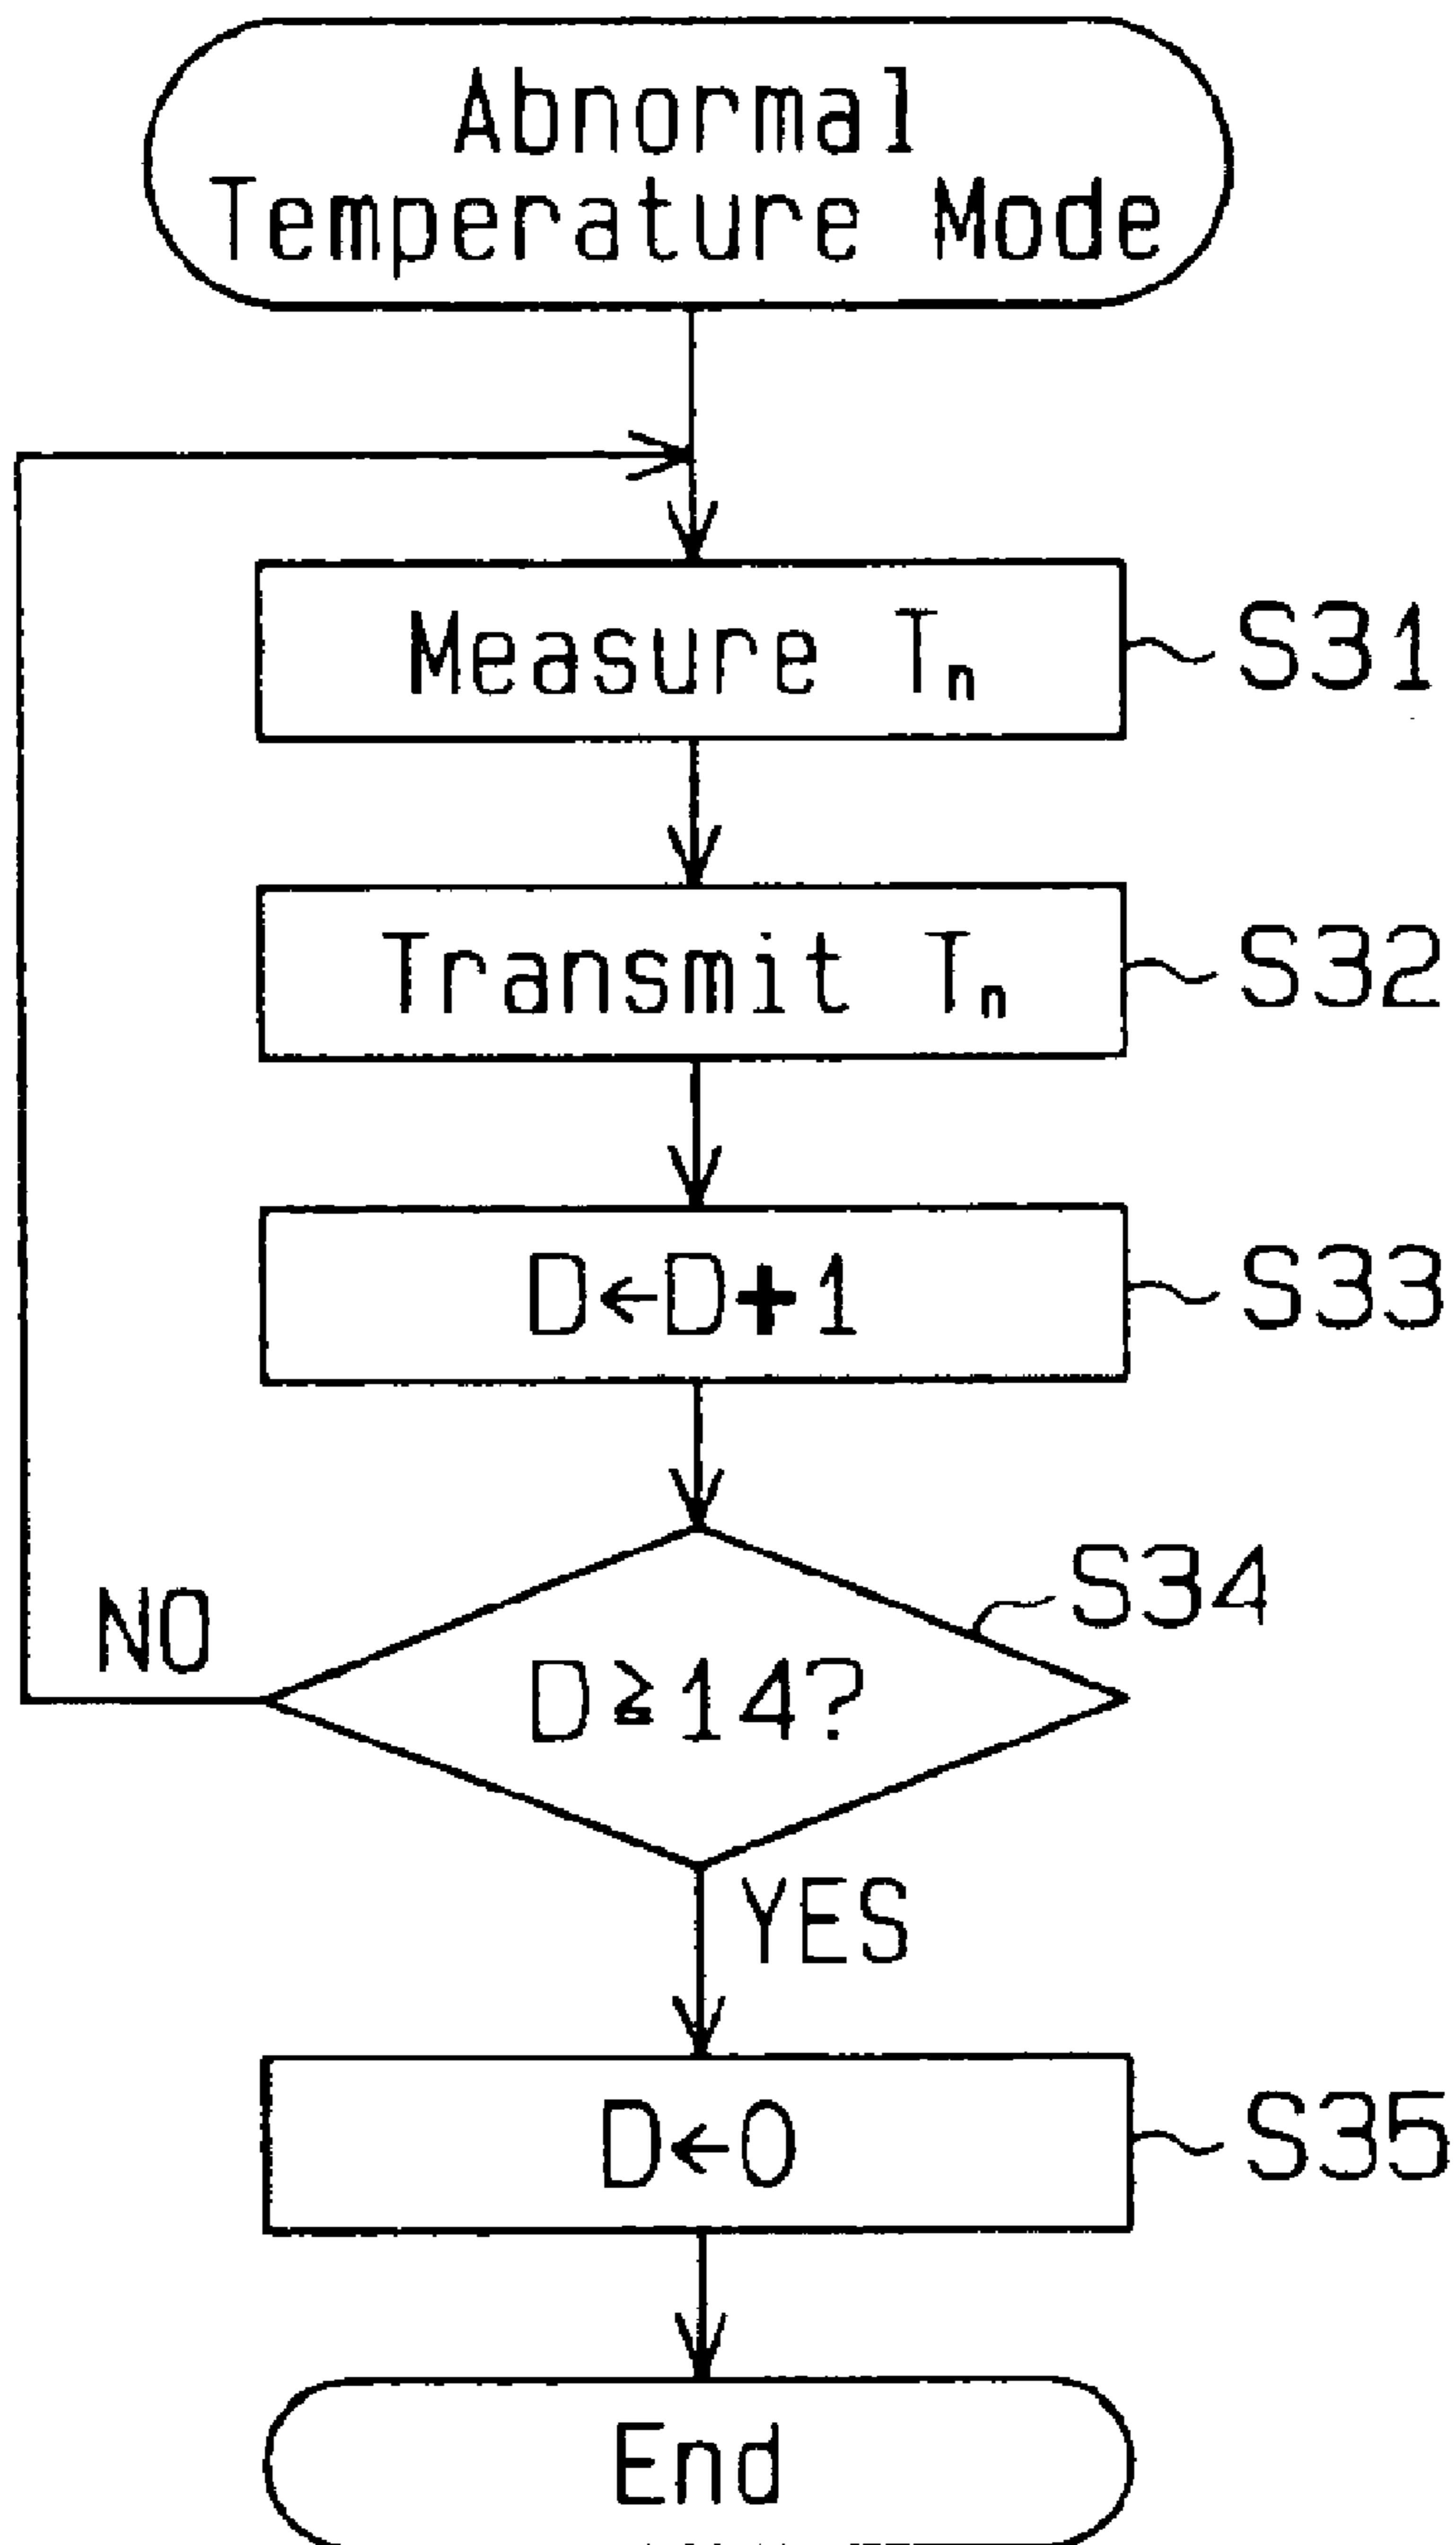 Abnormal
Temperature Mode
Measure Tₙ
S31
Transmit Tₙ
S32
D←D+1
S33
S34
NO
D≧14?
YES
D←0
S35
End